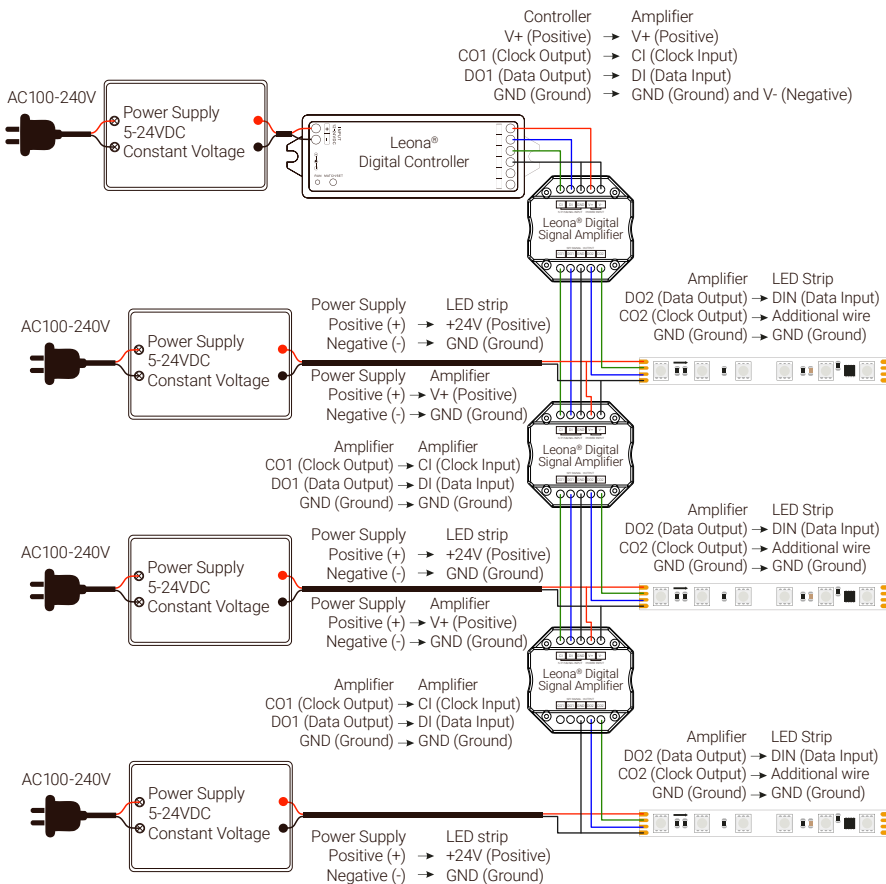 Controller Amplifier
V+ (Positive) → V+ (Positive)
CO1 (Clock Output) → CI (Clock Input)
DO1 (Data Output) → DI (Data Input)
GND (Ground) → GND (Ground) and V- (Negative)
AC100-240V
Power Supply
5-24VDC
Constant Voltage
INPUT
Leona®
Digital Controller
Leona® Digital
Signal Amplifier
Amplifier LED Strip
DO2 (Data Output) → DIN (Data Input)
CO2 (Clock Output) → Additional wire
GND (Ground) → GND (Ground)
AC100-240V
Power Supply
5-24VDC
Constant Voltage
Power Supply LED strip
Positive (+) → +24V (Positive)
Negative (-) → GND (Ground)
Power Supply Amplifier
Positive (+) → V+ (Positive)
Negative (-) → GND (Ground)
Leona® Digital
Signal Amplifier
Amplifier Amplifier
CO1 (Clock Output) → CI (Clock Input)
DO1 (Data Output) → DI (Data Input)
GND (Ground) → GND (Ground)
Amplifier LED Strip
DO2 (Data Output) → DIN (Data Input)
CO2 (Clock Output) → Additional wire
GND (Ground) → GND (Ground)
AC100-240V
Power Supply
5-24VDC
Constant Voltage
Power Supply LED strip
Positive (+) → +24V (Positive)
Negative (-) → GND (Ground)
Power Supply Amplifier
Positive (+) → V+ (Positive)
Negative (-) → GND (Ground)
Leona® Digital
Signal Amplifier
Amplifier Amplifier
CO1 (Clock Output) → CI (Clock Input)
DO1 (Data Output) → DI (Data Input)
GND (Ground) → GND (Ground)
Amplifier LED Strip
DO2 (Data Output) → DIN (Data Input)
CO2 (Clock Output) → Additional wire
GND (Ground) → GND (Ground)
AC100-240V
Power Supply
5-24VDC
Constant Voltage
Power Supply LED strip
Positive (+) → +24V (Positive)
Negative (-) → GND (Ground)